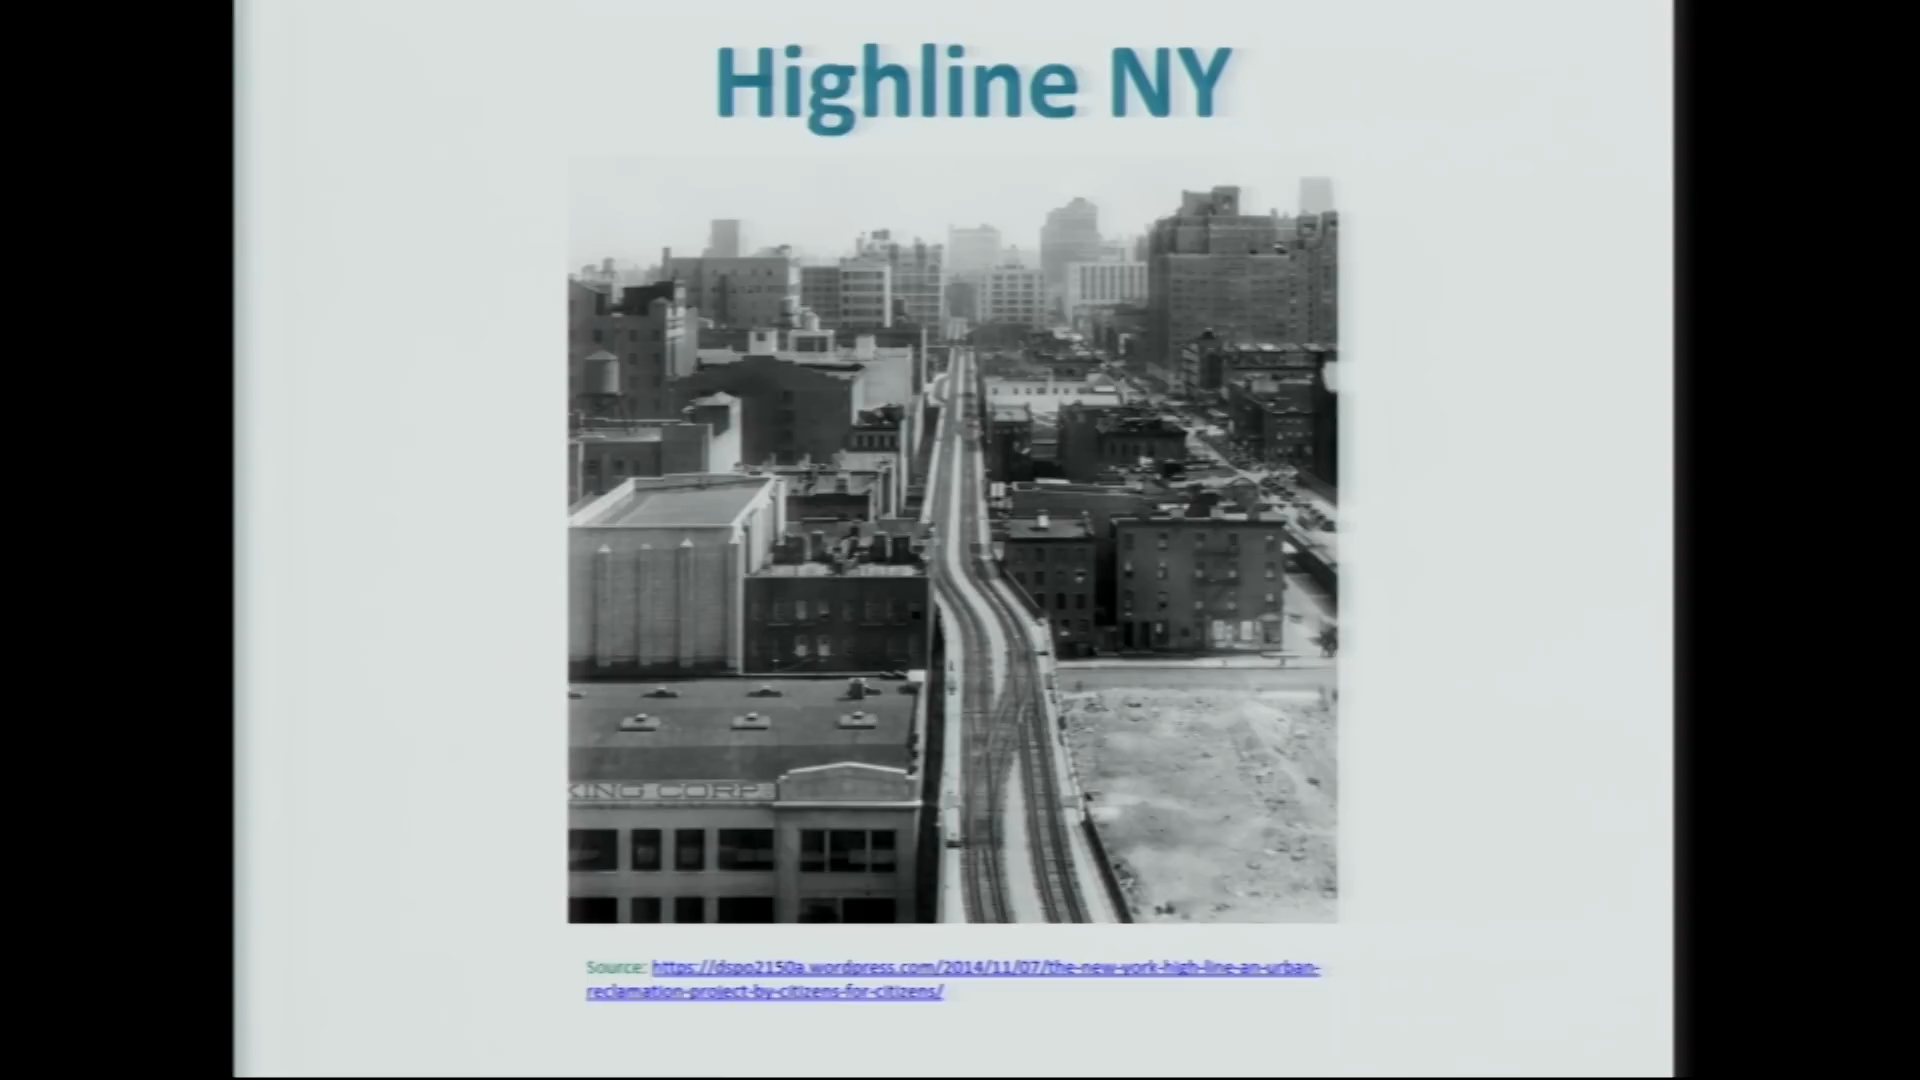 Highline NY
KING CORP.
Source: https://dspo2150a.wordpress.com/2014/11/07/the-new-york-high-line-an-urban-
reclamation-project-by-citizens-for-citizens/